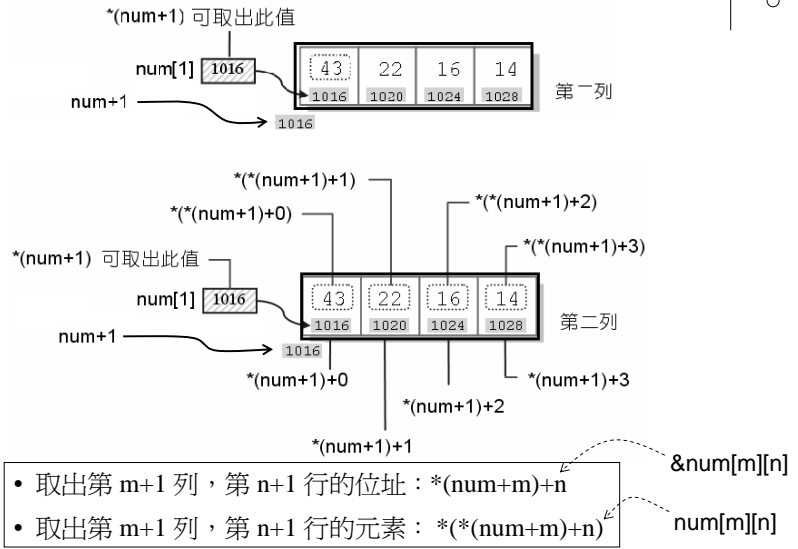 *(num+1) 可取出此值
num[1] 1016 43 22 16 14
1016 1020 1024 1028 第二列
num+1
1016
*(*(num+1)+1)
*(*(num+1)+0) *(*(num+1)+2)
*(*(num+1)+3)
*(num+1) 可取出此值
num[1] 1016 43 22 16 14
1016 1020 1024 1028 第二列
num+1 1016
*(num+1)+0 *(num+1)+3
*(num+1)+2
*(num+1)+1
&num[m][n]
• 取出第 m+1 列，第 n+1 行的位址：*(num+m)+n
• 取出第 m+1 列，第 n+1 行的元素： *(*(num+m)+n) num[m][n]